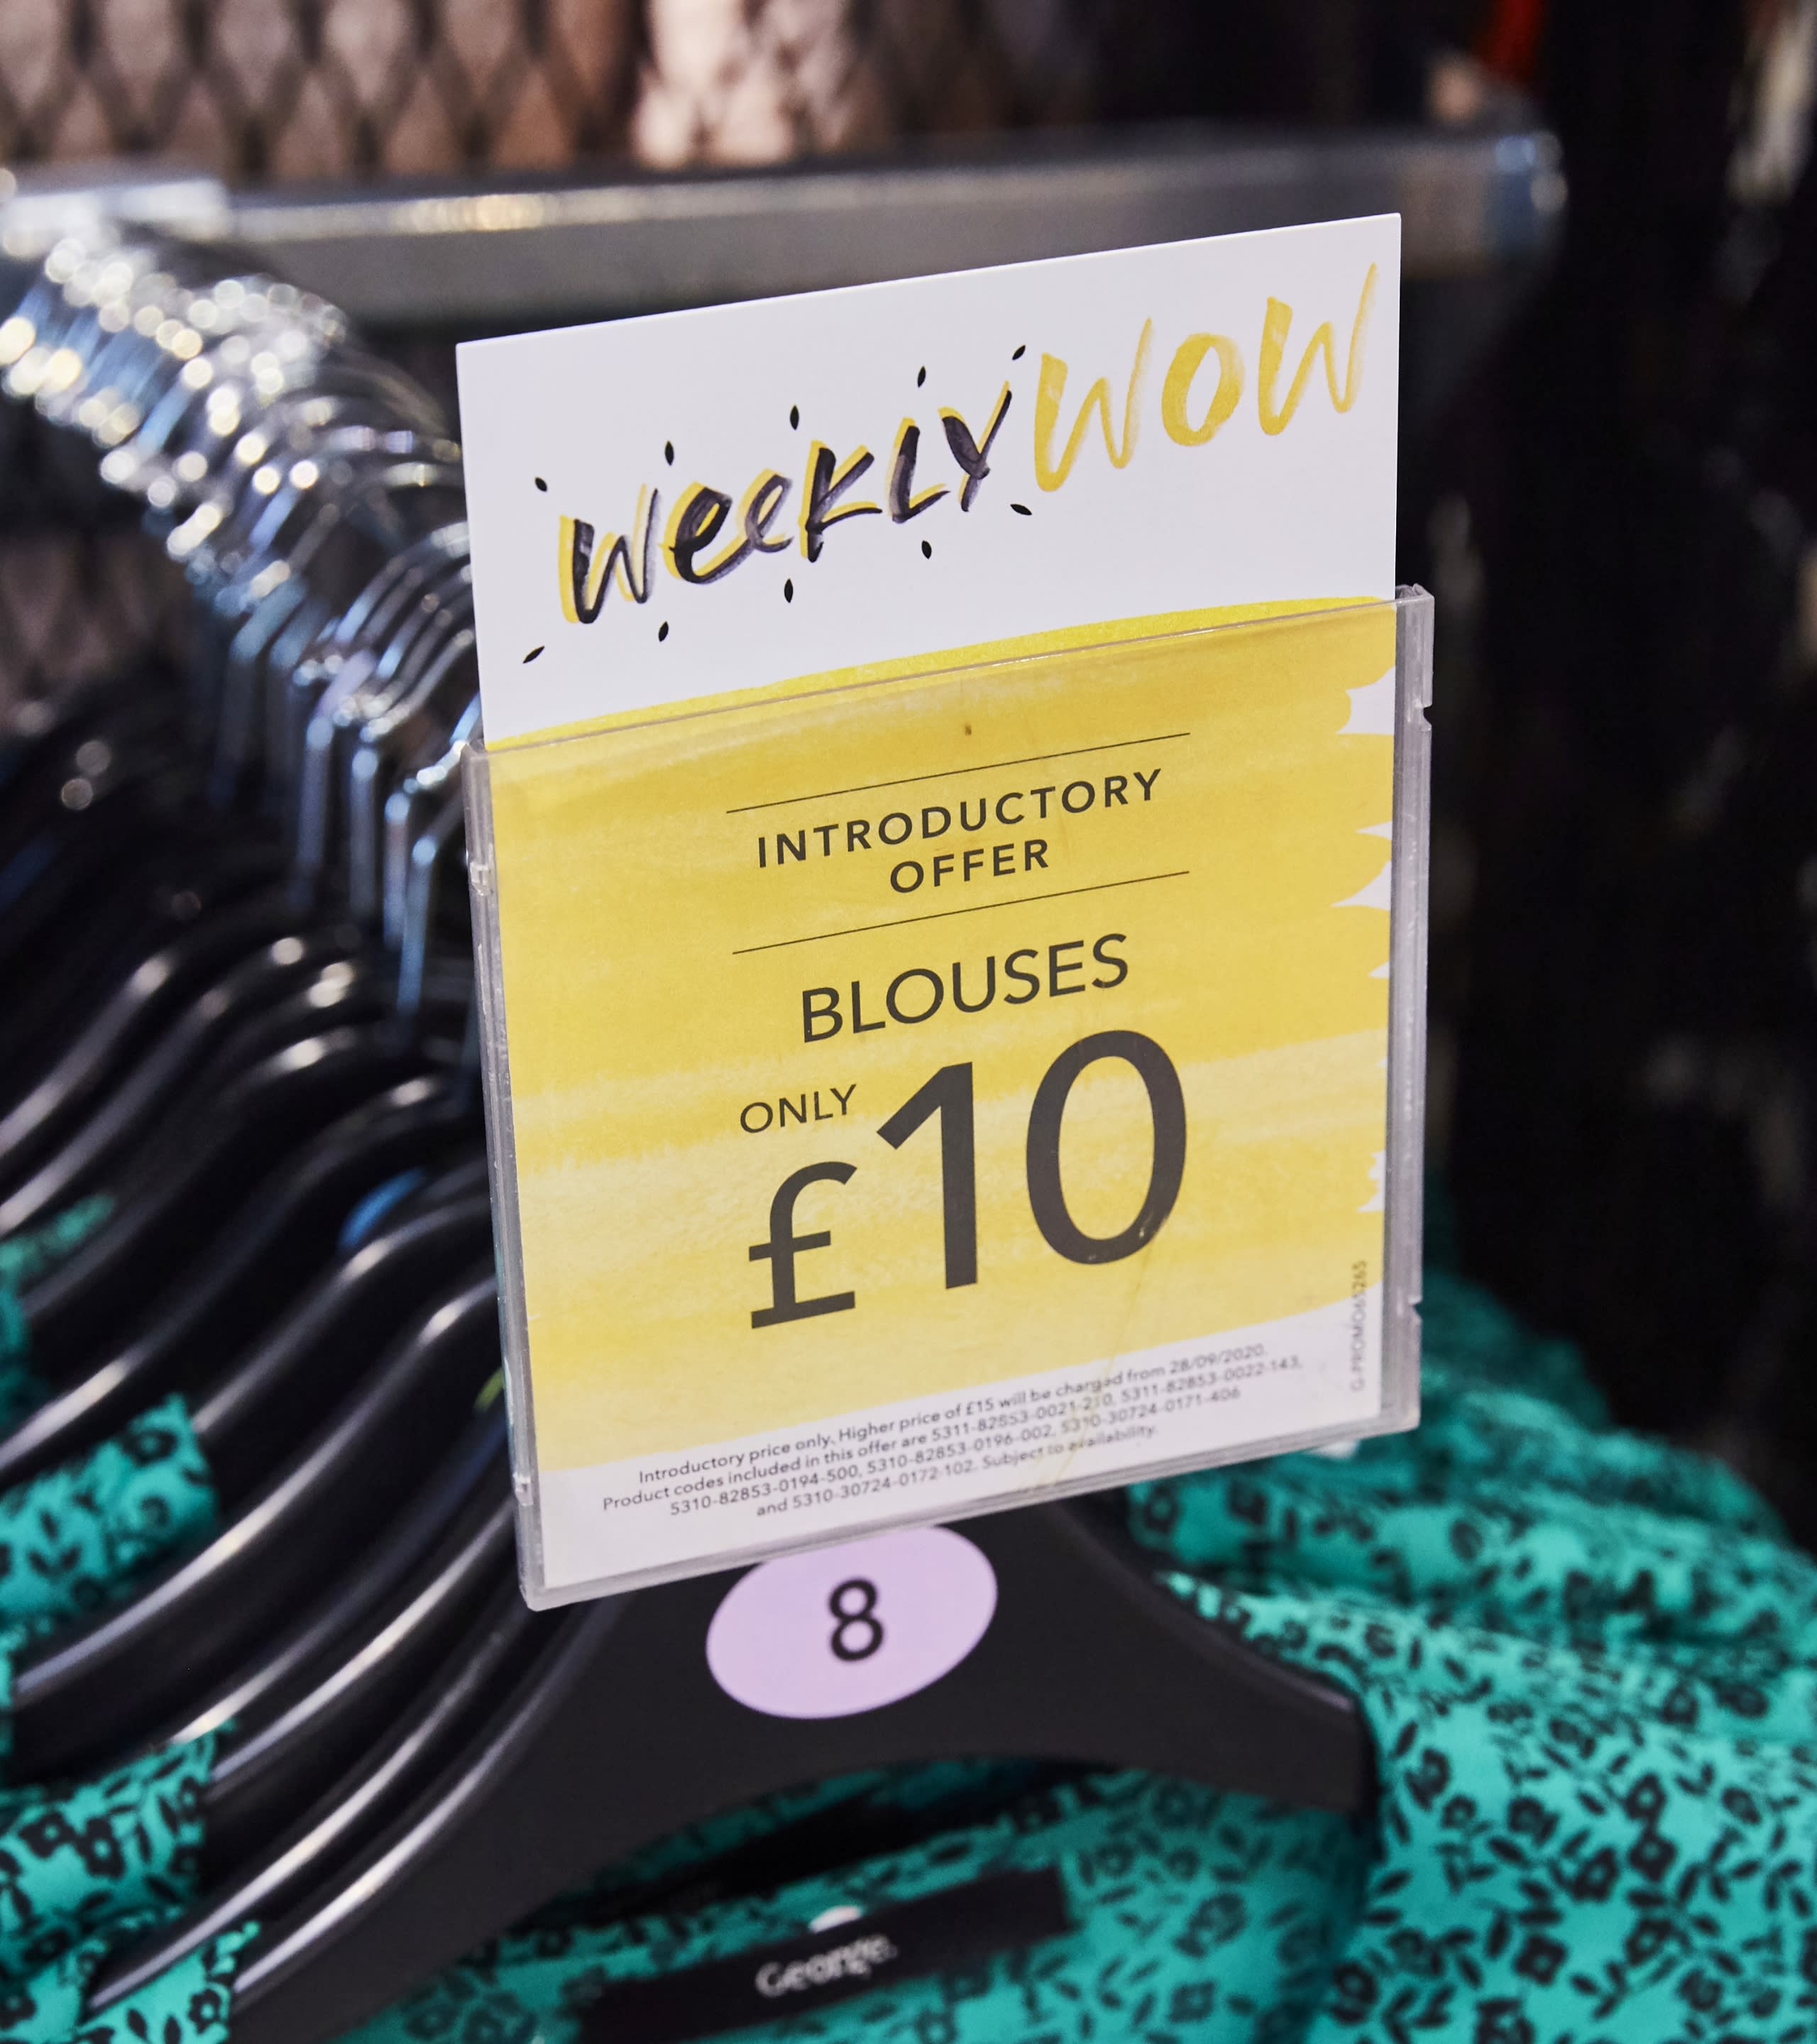 weekly WOW
INTRODUCTORY
OFFER
BLOUSES
ONLY
£10
Introductory price only. Higher price of £15 will be charged from 28/09/2020.
Product codes included in this offer are 5311-82853-0021-210, 5311-82853-0022-143,
5310-82853-0194-500, 5310-82853-0196-002, 5310-30724-0171-406
and 5310-30724-0172-102. Subject to availability.
G-PROMO65265
8
George.